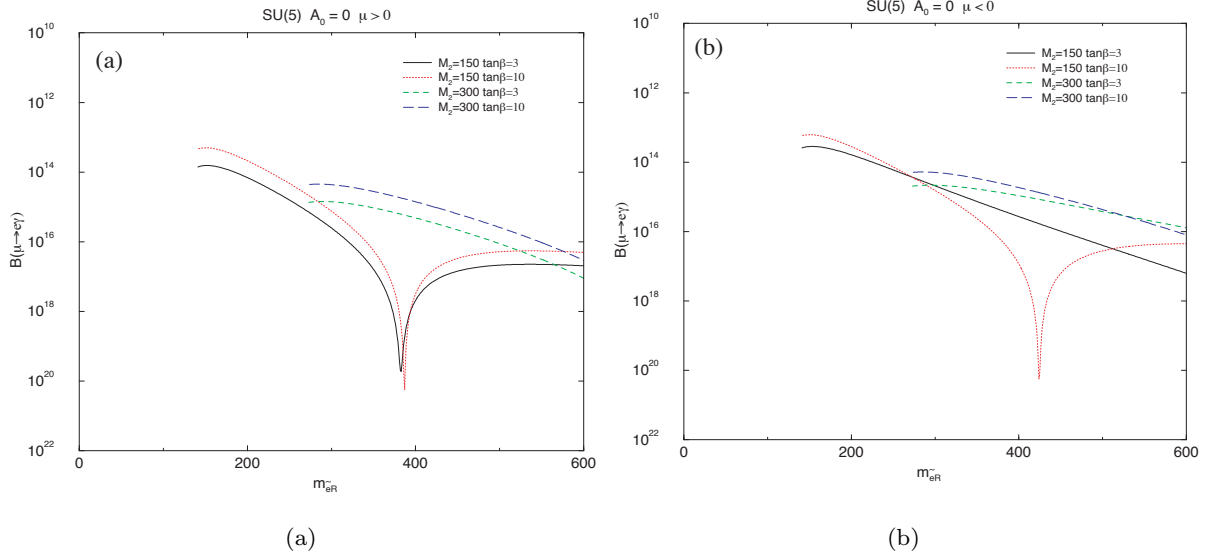 SU(5) A₀ = 0 μ > 0
10¹⁰
10¹²
10¹⁴
10¹⁶
10¹⁸
10²⁰
10²²
B(μ→eγ)
(a)
M₂=150 tanβ=3
M₂=150 tanβ=10
M₂=300 tanβ=3
M₂=300 tanβ=10
0
200
400
600
m_ẽR
(a)
SU(5) A₀ = 0 μ < 0
10¹⁰
10¹²
10¹⁴
10¹⁶
10¹⁸
10²⁰
10²²
B(μ→eγ)
(b)
M₂=150 tanβ=3
M₂=150 tanβ=10
M₂=300 tanβ=3
M₂=300 tanβ=10
0
200
400
600
m_ẽR
(b)